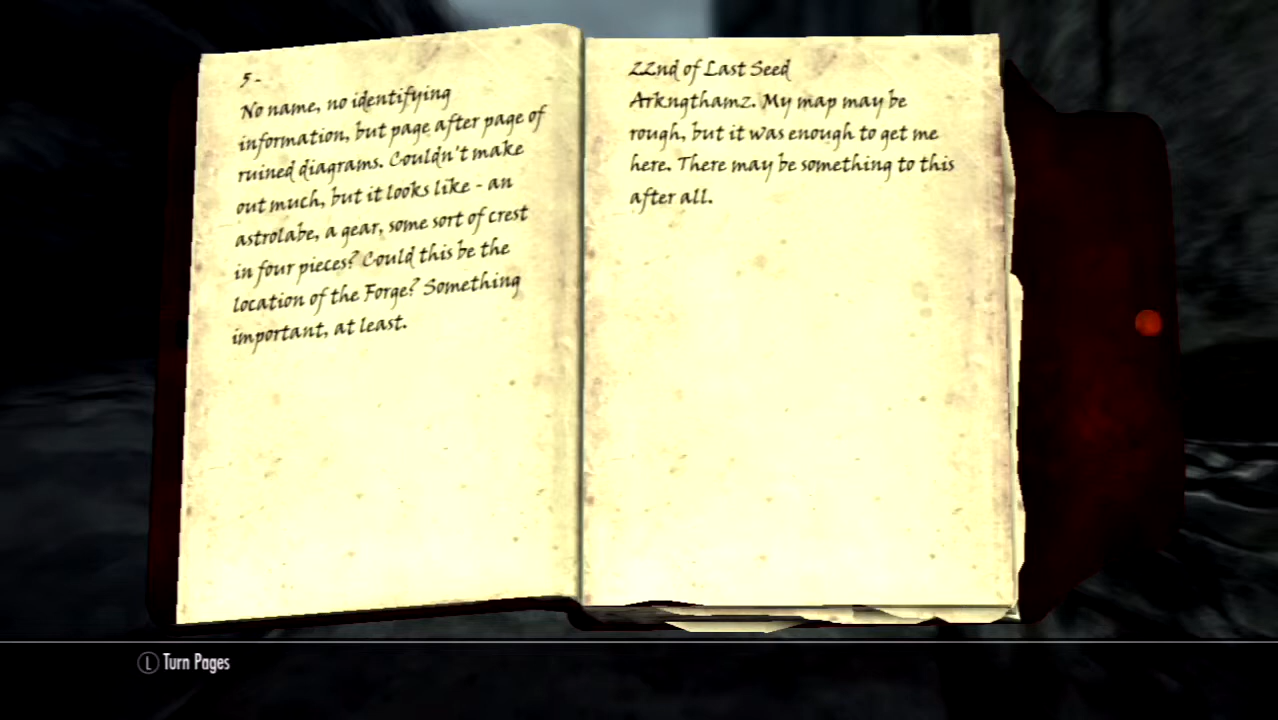 5 -
No name, no identifying
information, but page after page of
ruined diagrams. Couldn't make
out much, but it looks like - an
astrolabe, a gear, some sort of crest
in four pieces? Could this be the
location of the Forge? Something
important, at least.
22nd of Last Seed
Arkngthamz. My map may be
rough, but it was enough to get me
here. There may be something to this
after all.
L Turn Pages